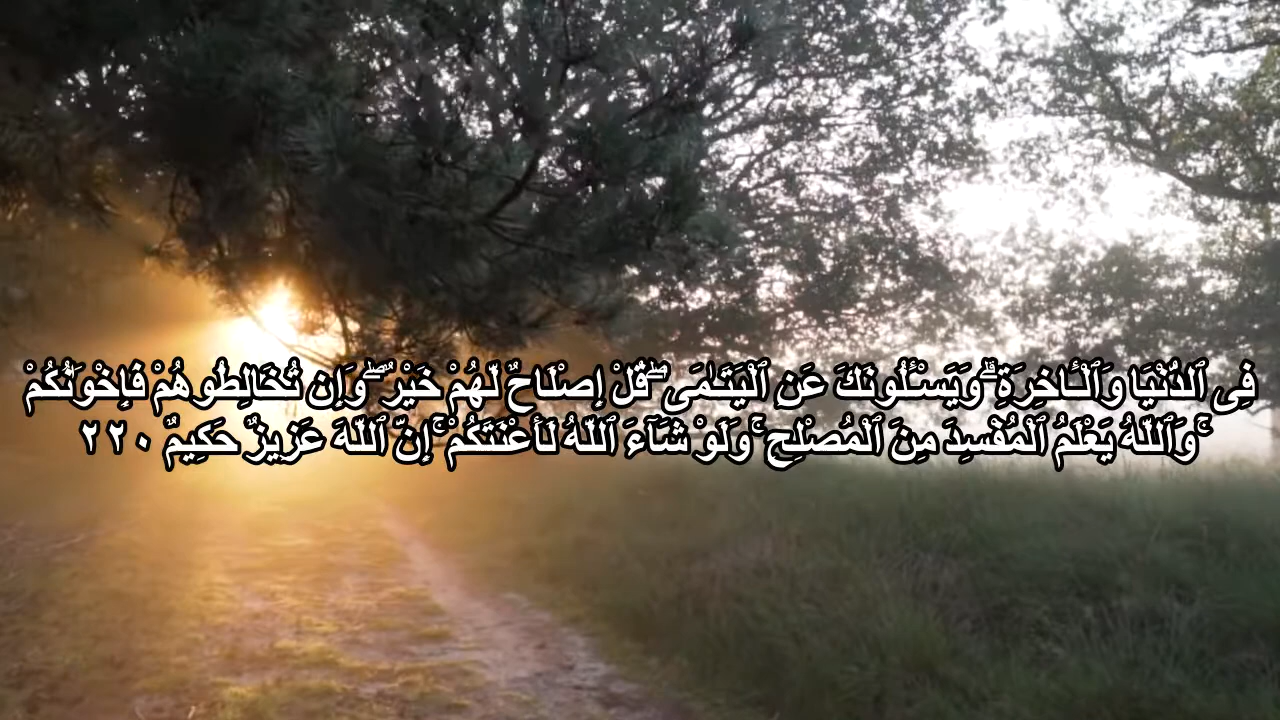 فِى ٱلدُّنْيَا وَٱلْـَٔاخِرَةِ ۗ وَيَسْـَٔلُونَكَ عَنِ ٱلْيَتَـٰمَىٰ ۖ قُلْ إِصْلَاحٌ لَّهُمْ خَيْرٌ ۖ وَإِن تُخَالِطُوهُمْ فَإِخْوَٰنُكُمْ
ۚ وَٱللَّهُ يَعْلَمُ ٱلْمُفْسِدَ مِنَ ٱلْمُصْلِحِ ۚ وَلَوْ شَآءَ ٱللَّهُ لَأَعْنَتَكُمْ ۚ إِنَّ ٱللَّهَ عَزِيزٌ حَكِيمٌ ٢٢٠